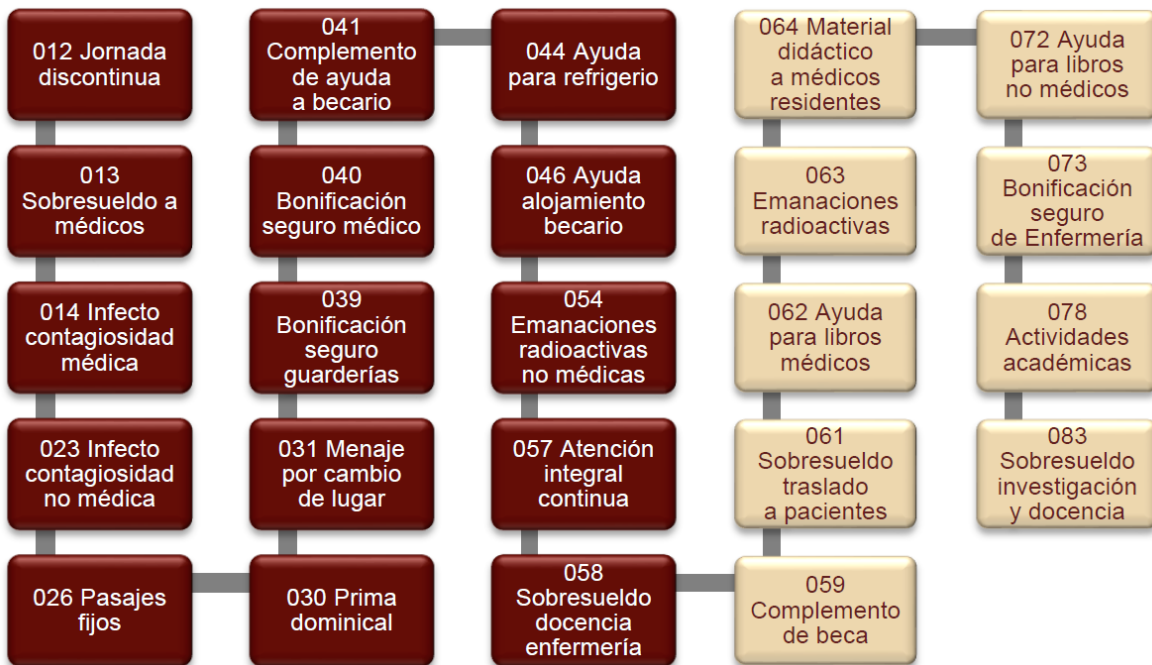 012 Jornada
discontinua
013
Sobresueldo a
médicos
014 Infecto
contagiosidad
médica
023 Infecto
contagiosidad
no médica
026 Pasajes
fijos
030 Prima
dominical
031 Menaje
por cambio
de lugar
039
Bonificación
seguro
guarderías
040
Bonificación
seguro médico
041
Complemento
de ayuda
a becario
044 Ayuda
para refrigerio
046 Ayuda
alojamiento
becario
054
Emanaciones
radioactivas
no médicas
057 Atención
integral
continua
058
Sobresueldo
docencia
enfermería
059
Complemento
de beca
061
Sobresueldo
traslado
a pacientes
062 Ayuda
para libros
médicos
063
Emanaciones
radioactivas
064 Material
didáctico
a médicos
residentes
072 Ayuda
para libros
no médicos
073
Bonificación
seguro
de Enfermería
078
Actividades
académicas
083
Sobresueldo
investigación
y docencia